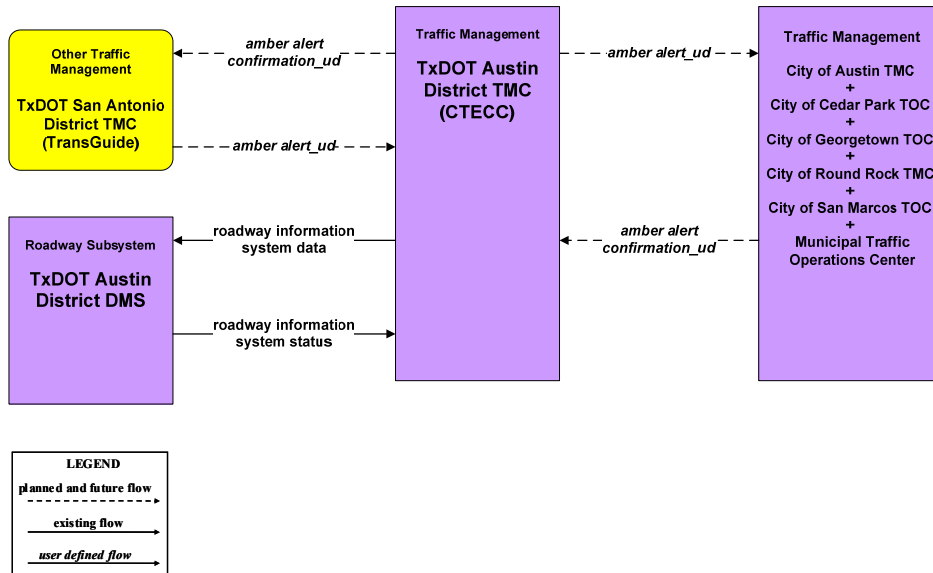 Other Traffic
Management
TxDOT San Antonio
District TMC
(TransGuide)
amber alert
confirmation_ud
amber alert_ud
Traffic Management
TxDOT Austin
District TMC
(CTECC)
amber alert_ud
amber alert
confirmation_ud
Traffic Management
City of Austin TMC
+
City of Cedar Park TOC
+
City of Georgetown TOC
+
City of Round Rock TMC
+
City of San Marcos TOC
+
Municipal Traffic
Operations Center
Roadway Subsystem
TxDOT Austin
District DMS
roadway information
system data
roadway information
system status
LEGEND
planned and future flow
existing flow
user defined flow